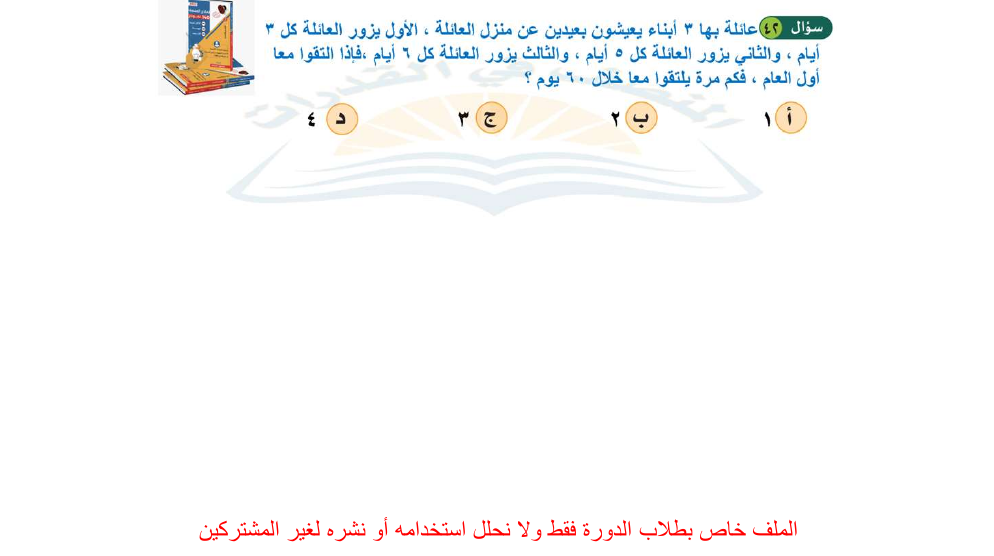 سؤال ٤٢ عائلة بها ٣ أبناء يعيشون بعيدين عن منزل العائلة ، الأول يزور العائلة كل ٣
أيام ، والثاني يزور العائلة كل ٥ أيام ، والثالث يزور العائلة كل ٦ أيام ،فإذا التقوا معا
أول العام ، فكم مرة يلتقوا معا خلال ٦٠ يوم ؟
أ ١ ب ٢ ج ٣ د ٤
الملف خاص بطلاب الدورة فقط ولا نحلل استخدامه أو نشره لغير المشتركين